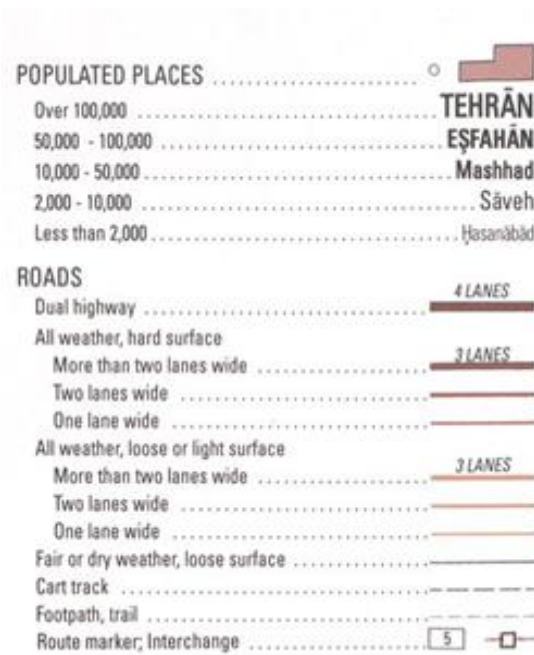 POPULATED PLACES
Over 100,000 TEHRĀN
50,000 - 100,000 EŞFAHĀN
10,000 - 50,000 Mashhad
2,000 - 10,000 Sāveh
Less than 2,000 Ḩasanābād
ROADS
Dual highway 4 LANES
All weather, hard surface
More than two lanes wide 3 LANES
Two lanes wide
One lane wide
All weather, loose or light surface
More than two lanes wide 3 LANES
Two lanes wide
One lane wide
Fair or dry weather, loose surface
Cart track
Footpath, trail
Route marker; Interchange 5